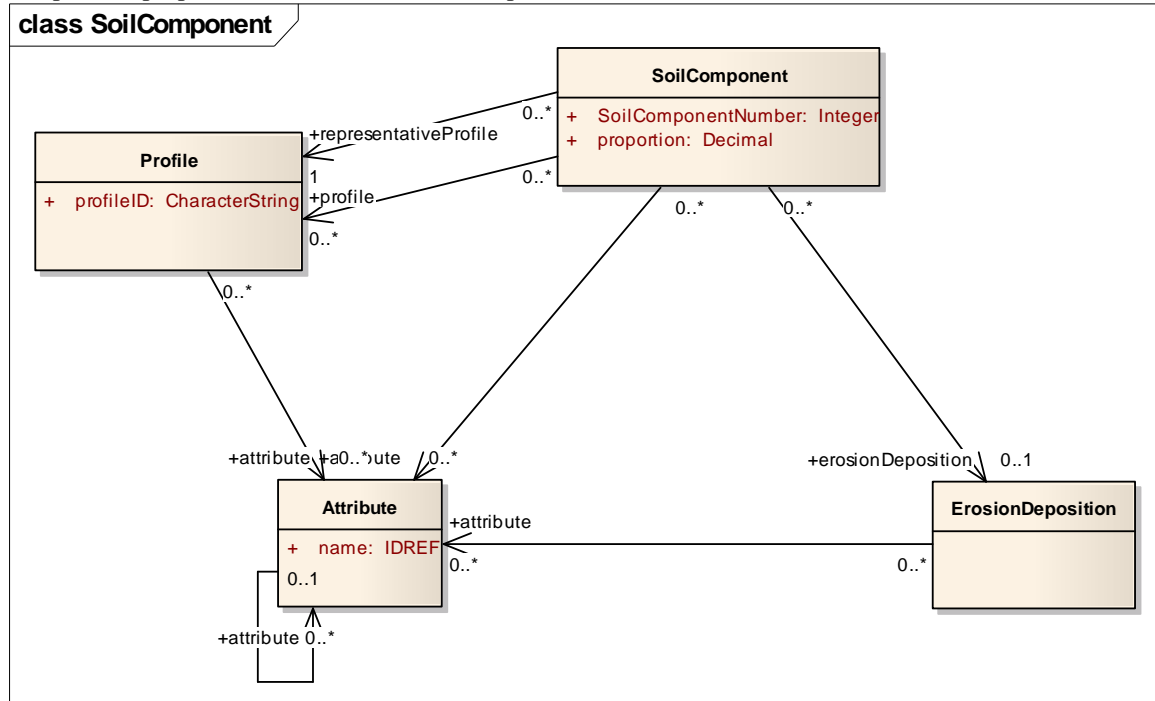 class SoilComponent
SoilComponent
+ SoilComponentNumber: Integer
+ proportion: Decimal
0..*
+representativeProfile
1
0..*
+profile
0..*
Profile
+ profileID: CharacterString
0..*
0..*
0..*
+attribute
0..*
0..*
+erosionDeposition
0..1
Attribute
+ name: IDREF
0..1
+attribute
0..*
0..*
ErosionDeposition
+attribute 0..*